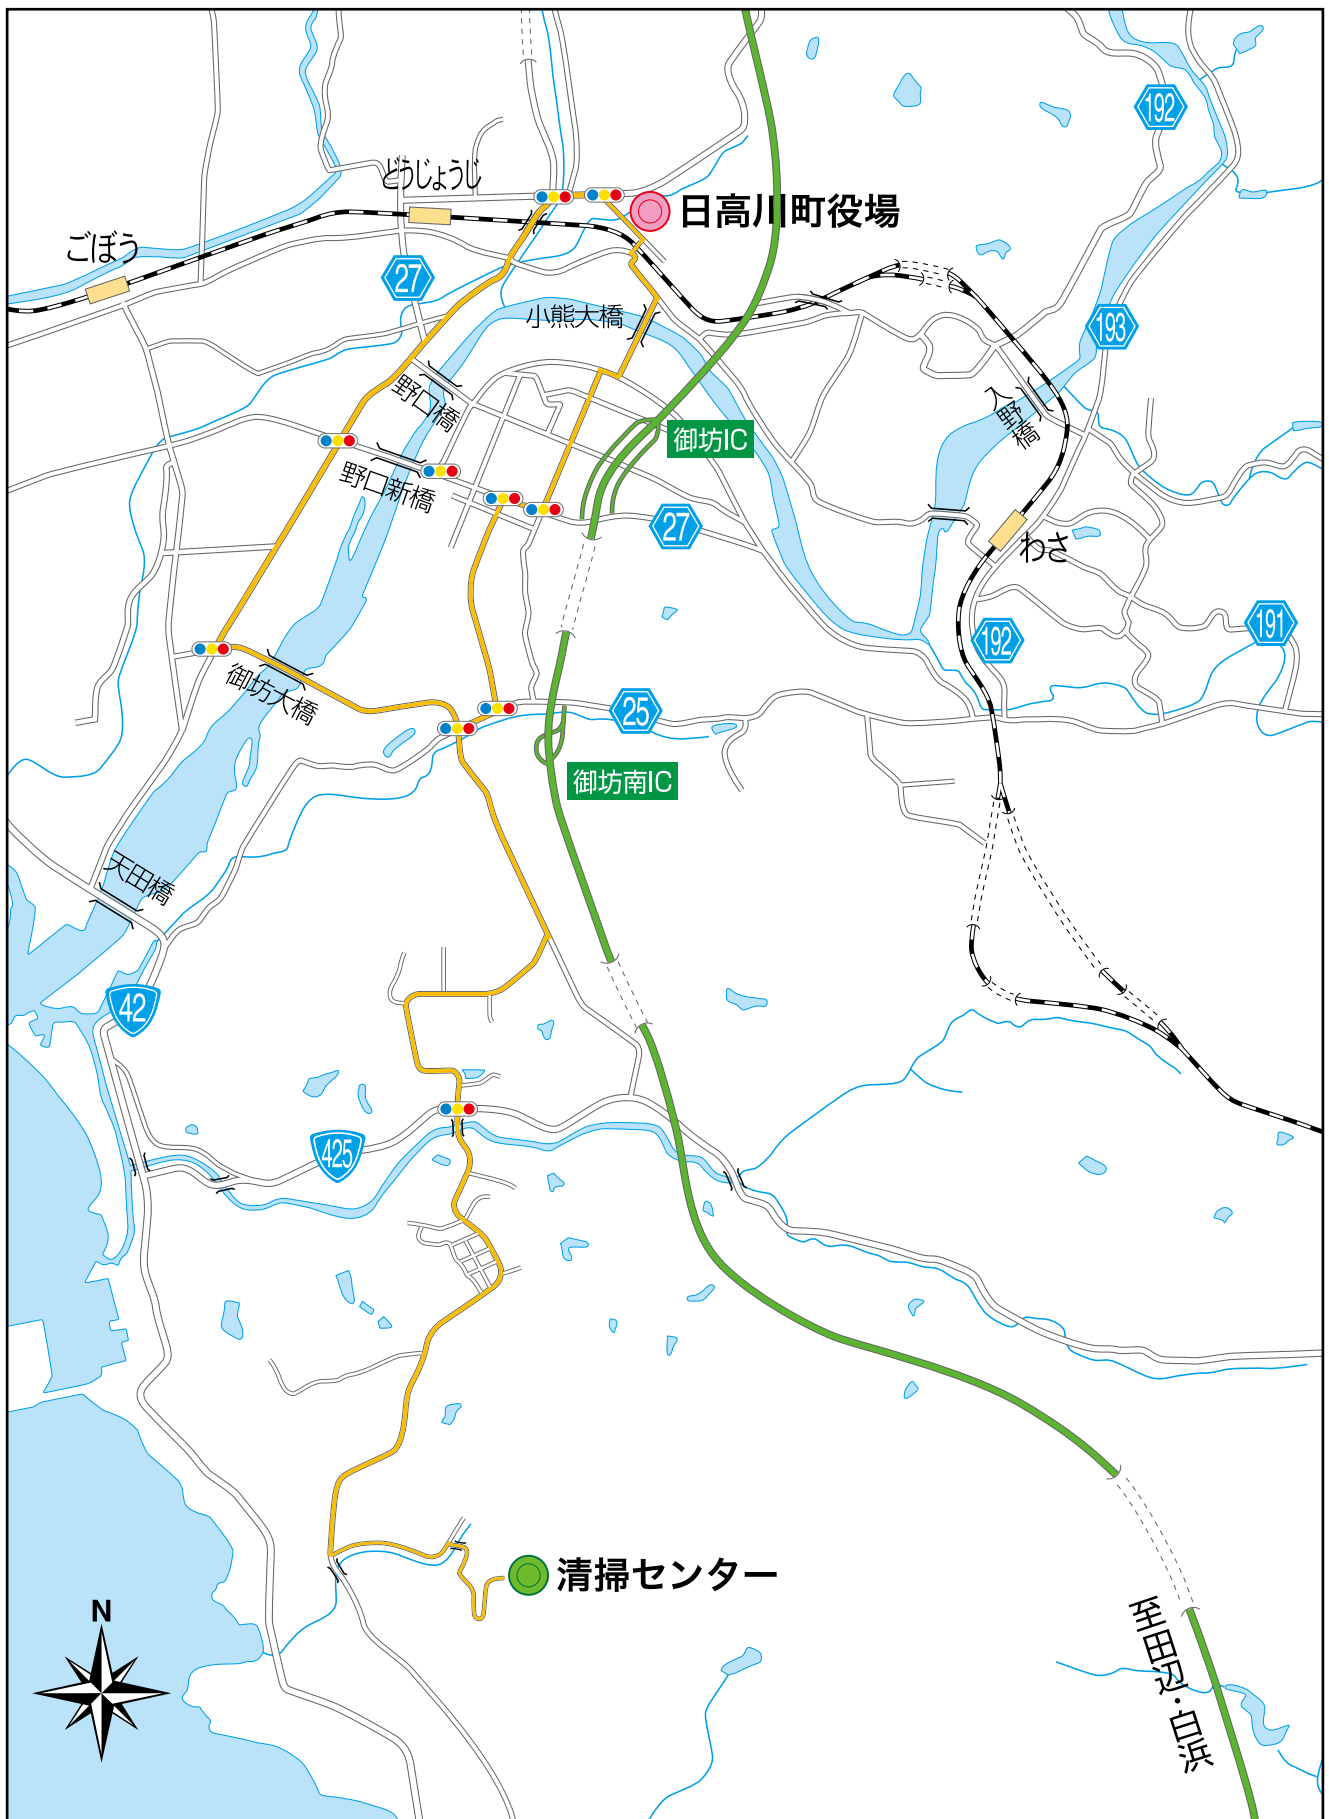 192
どうじょうじ
日高川町役場
ごぼう
27
小熊大橋
193
野口橋
入野橋
御坊IC
野口新橋
27
わさ
191
192
御坊大橋
25
御坊南IC
天田橋
42
425
清掃センター
N
至田辺・白浜